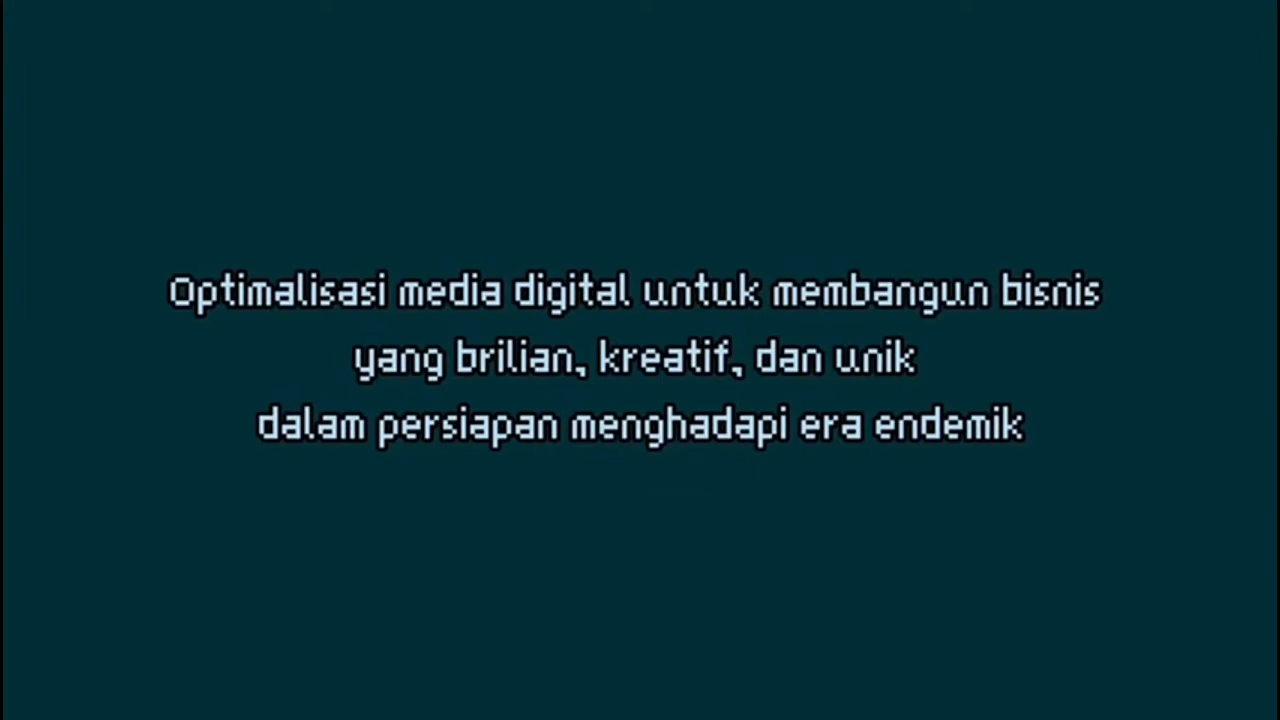 Optimalisasi media digital untuk membangun bisnis
yang brilian, kreatif, dan unik
dalam persiapan menghadapi era endemik